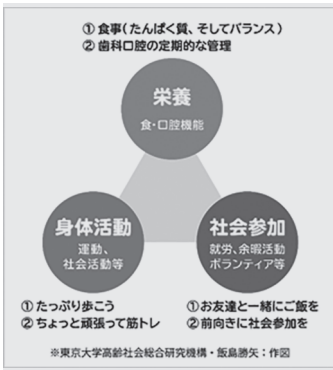 ① 食事(たんぱく質、そしてバランス)
② 歯科口腔の定期的な管理
栄養
食・口腔機能
身体活動
運動、
社会活動等
社会参加
就労、余暇活動
ボランティア等
① たっぷり歩こう
② ちょっと頑張って筋トレ
① お友達と一緒にご飯を
② 前向きに社会参加を
※東京大学高齢社会総合研究機構・飯島勝矢:作図